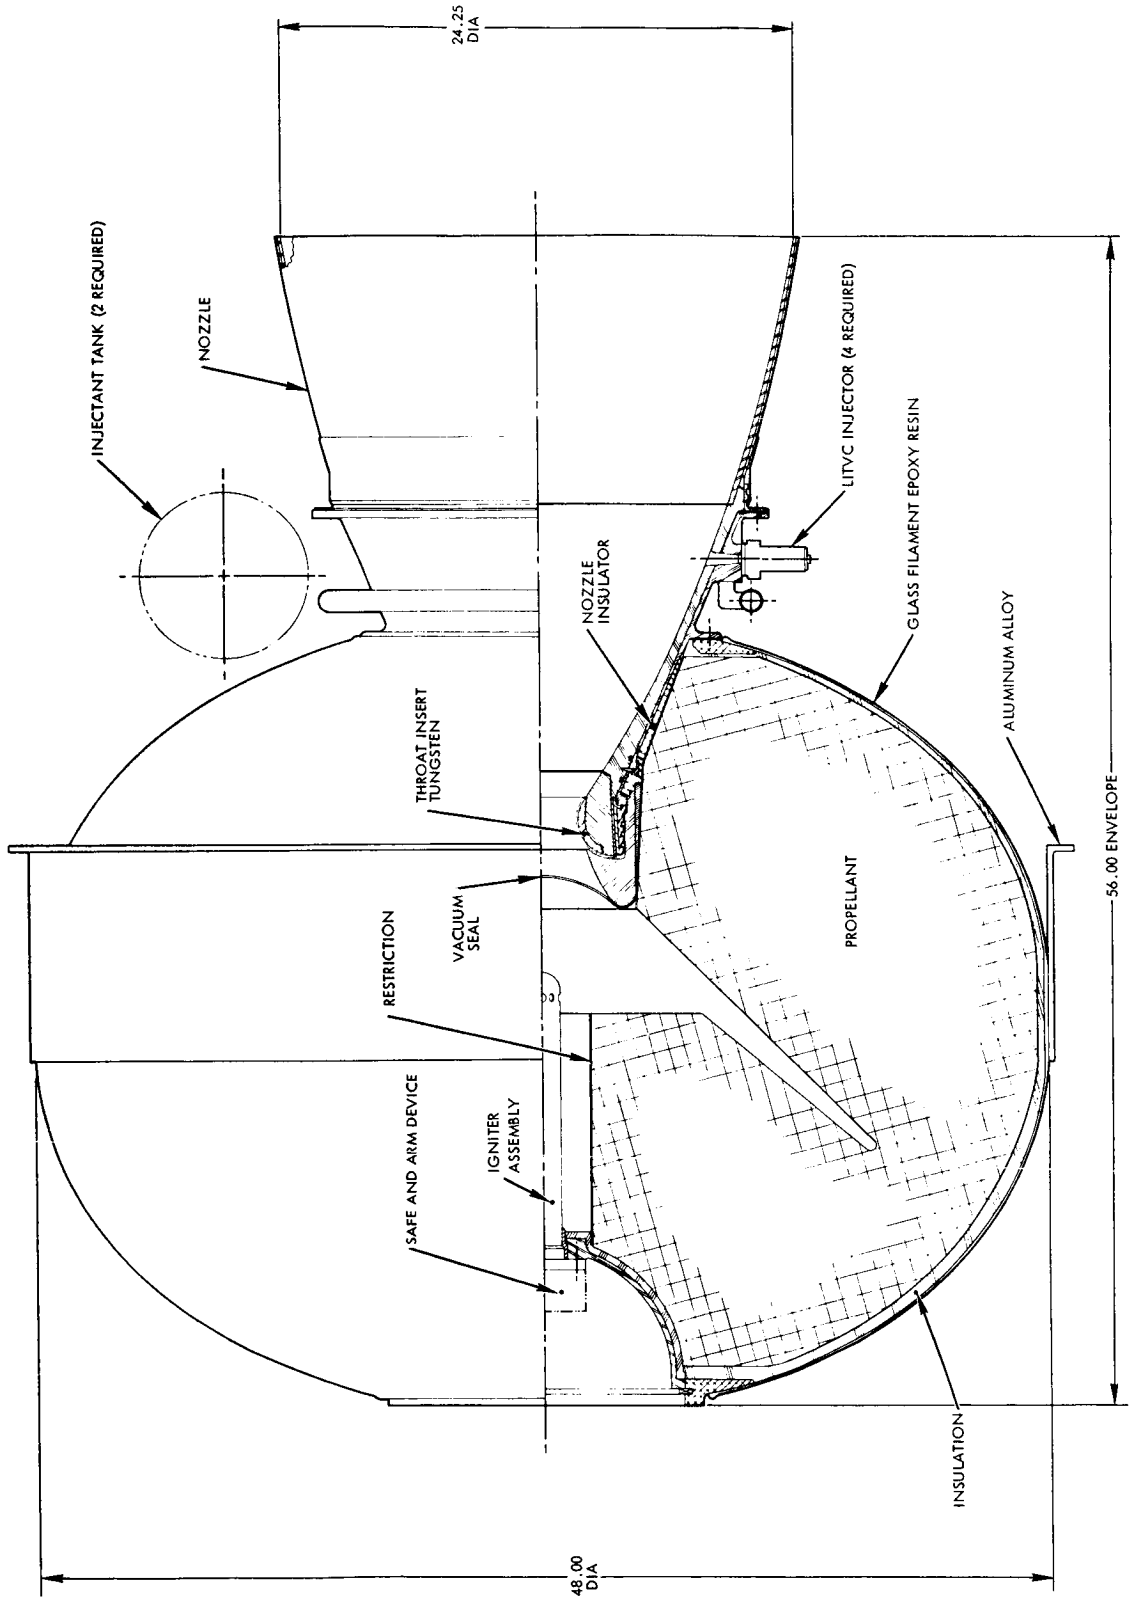 24.25
DIA
INJECTANT TANK (2 REQUIRED)
NOZZLE
LITVC INJECTOR (4 REQUIRED)
GLASS FILAMENT EPOXY RESIN
NOZZLE
INSULATOR
ALUMINUM ALLOY
THROAT INSERT
TUNGSTEN
56.00 ENVELOPE
VACUUM
SEAL
PROPELLANT
RESTRICTION
SAFE AND ARM DEVICE
IGNITER
ASSEMBLY
INSULATION
48.00
DIA